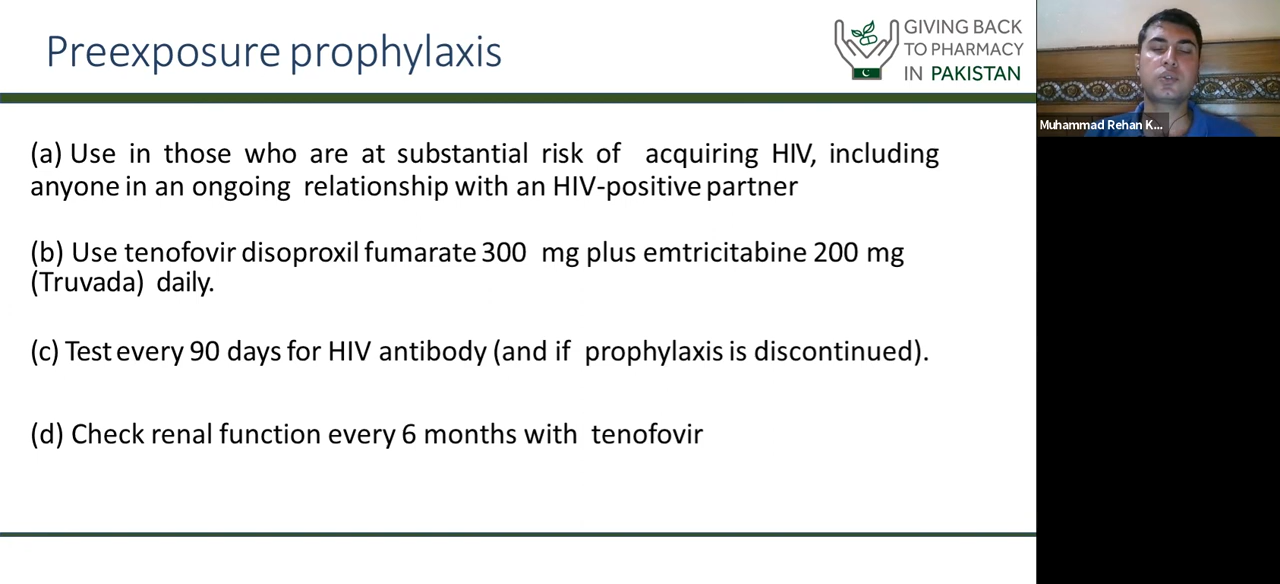 Preexposure prophylaxis
GIVING BACK
TO PHARMACY
IN PAKISTAN
Muhammad Rehan K...
(a) Use in those who are at substantial risk of acquiring HIV, including
anyone in an ongoing relationship with an HIV-positive partner
(b) Use tenofovir disoproxil fumarate 300 mg plus emtricitabine 200 mg
(Truvada) daily.
(c) Test every 90 days for HIV antibody (and if prophylaxis is discontinued).
(d) Check renal function every 6 months with tenofovir